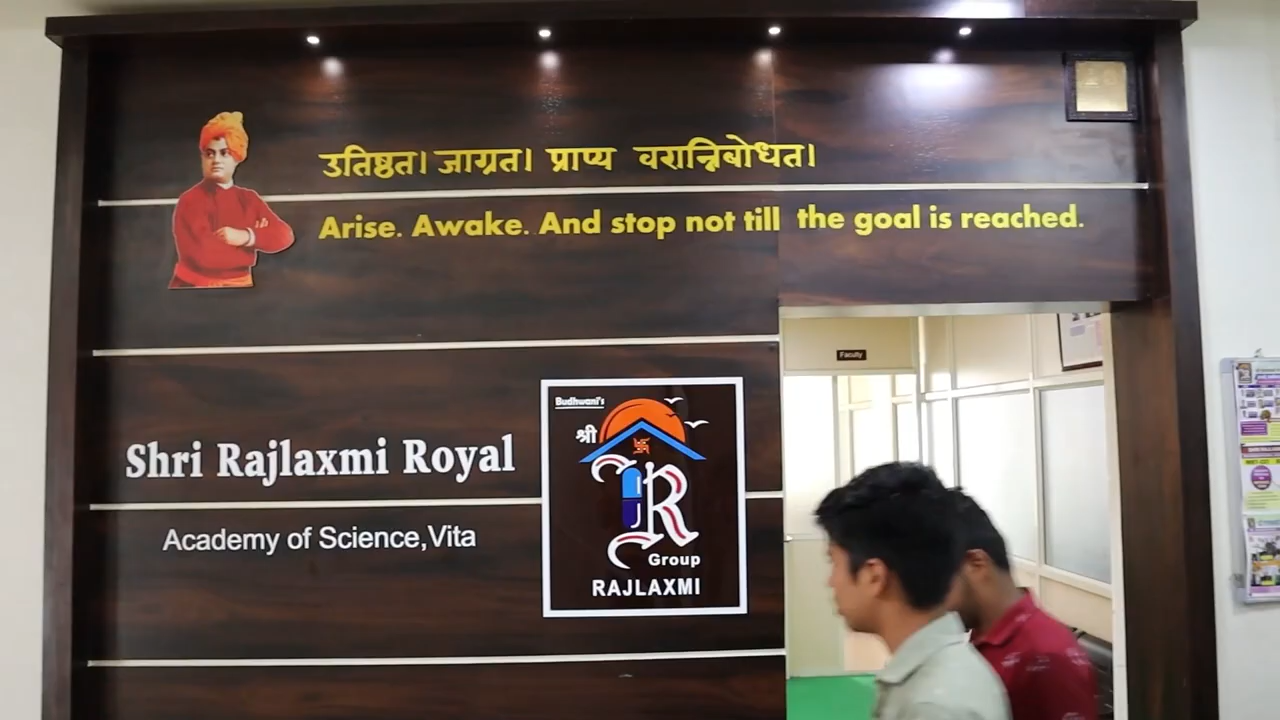 उतिष्ठत। जाग्रत। प्राप्य वरान्निबोधत।
Arise. Awake. And stop not till the goal is reached.
Faculty
Budhwani's
श्री
R
Group
RAJLAXMI
Shri Rajlaxmi Royal
Academy of Science,Vita